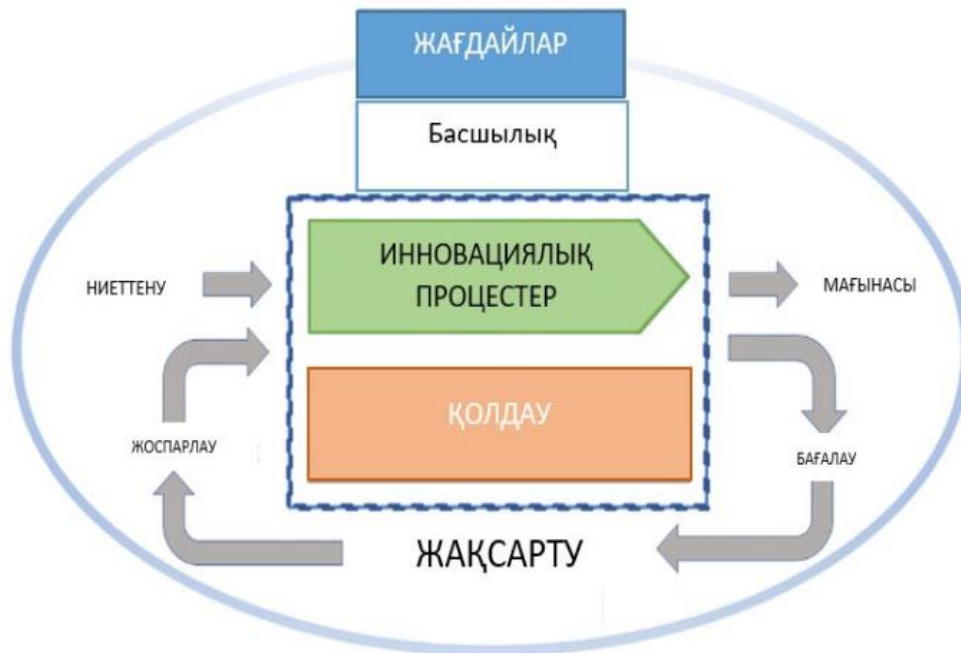 ЖАҒДАЙЛАР
Басшылық
ИННОВАЦИЯЛЫҚ
ПРОЦЕСТЕР
НИЕТТЕНУ
МАҒЫНАСЫ
ҚОЛДАУ
ЖОСПАРЛАУ
БАҒАЛАУ
ЖАҚСАРТУ